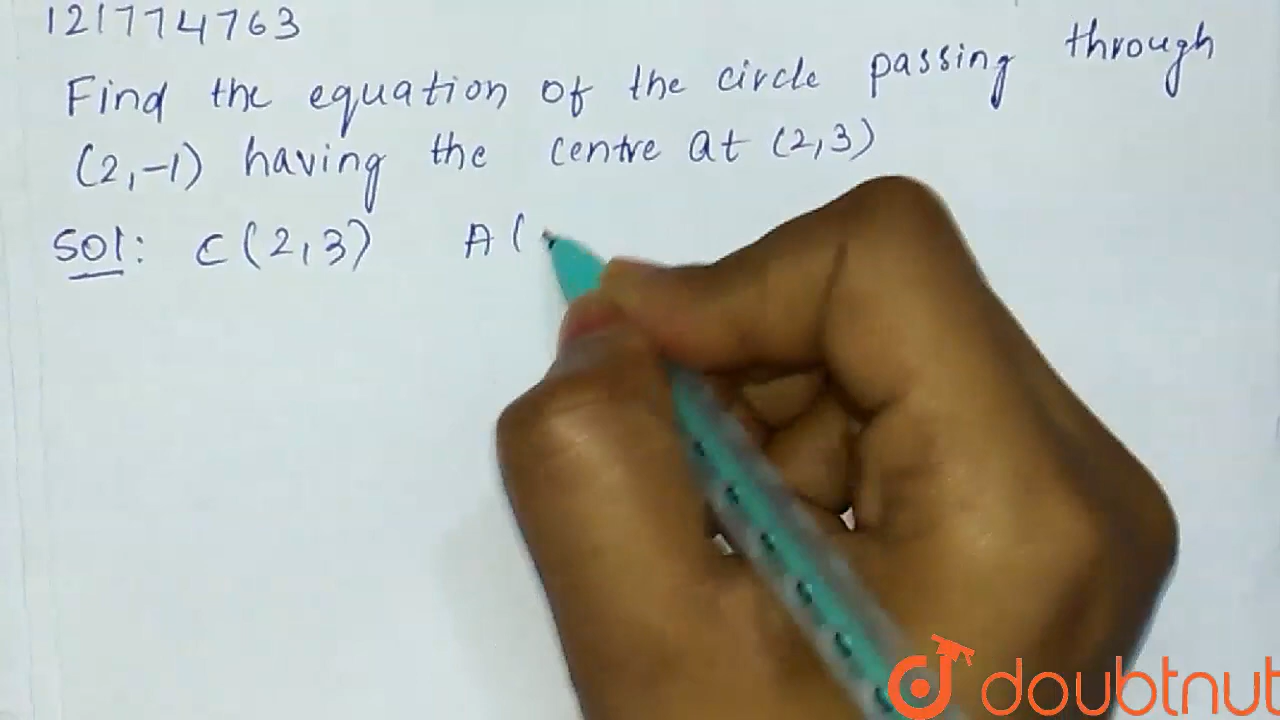 121774763
Find the equation of the circle passing through
(2,-1) having the centre at (2,3)
Sol: C(2,3) A(
doubtnut